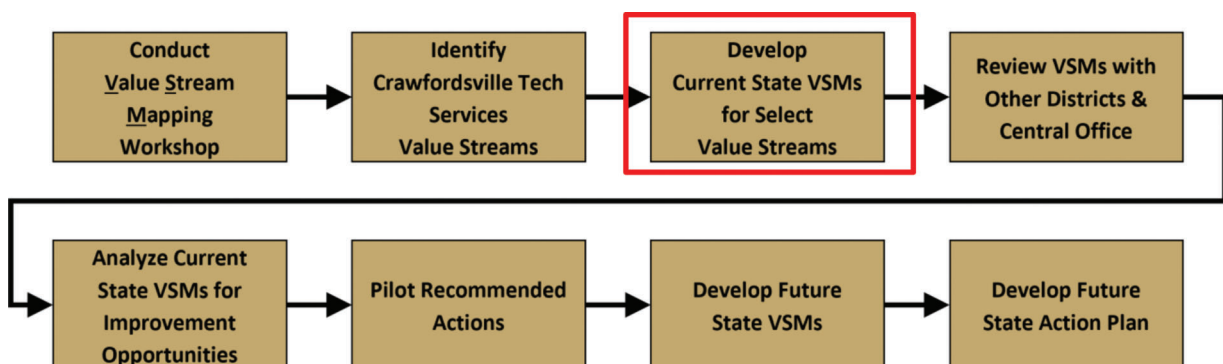 Conduct
Value Stream
Mapping
Workshop
Identify
Crawfordsville Tech
Services
Value Streams
Develop
Current State VSMs
for Select
Value Streams
Review VSMs with
Other Districts &
Central Office
Analyze Current
State VSMs for
Improvement
Opportunities
Pilot Recommended
Actions
Develop Future
State VSMs
Develop Future
State Action Plan